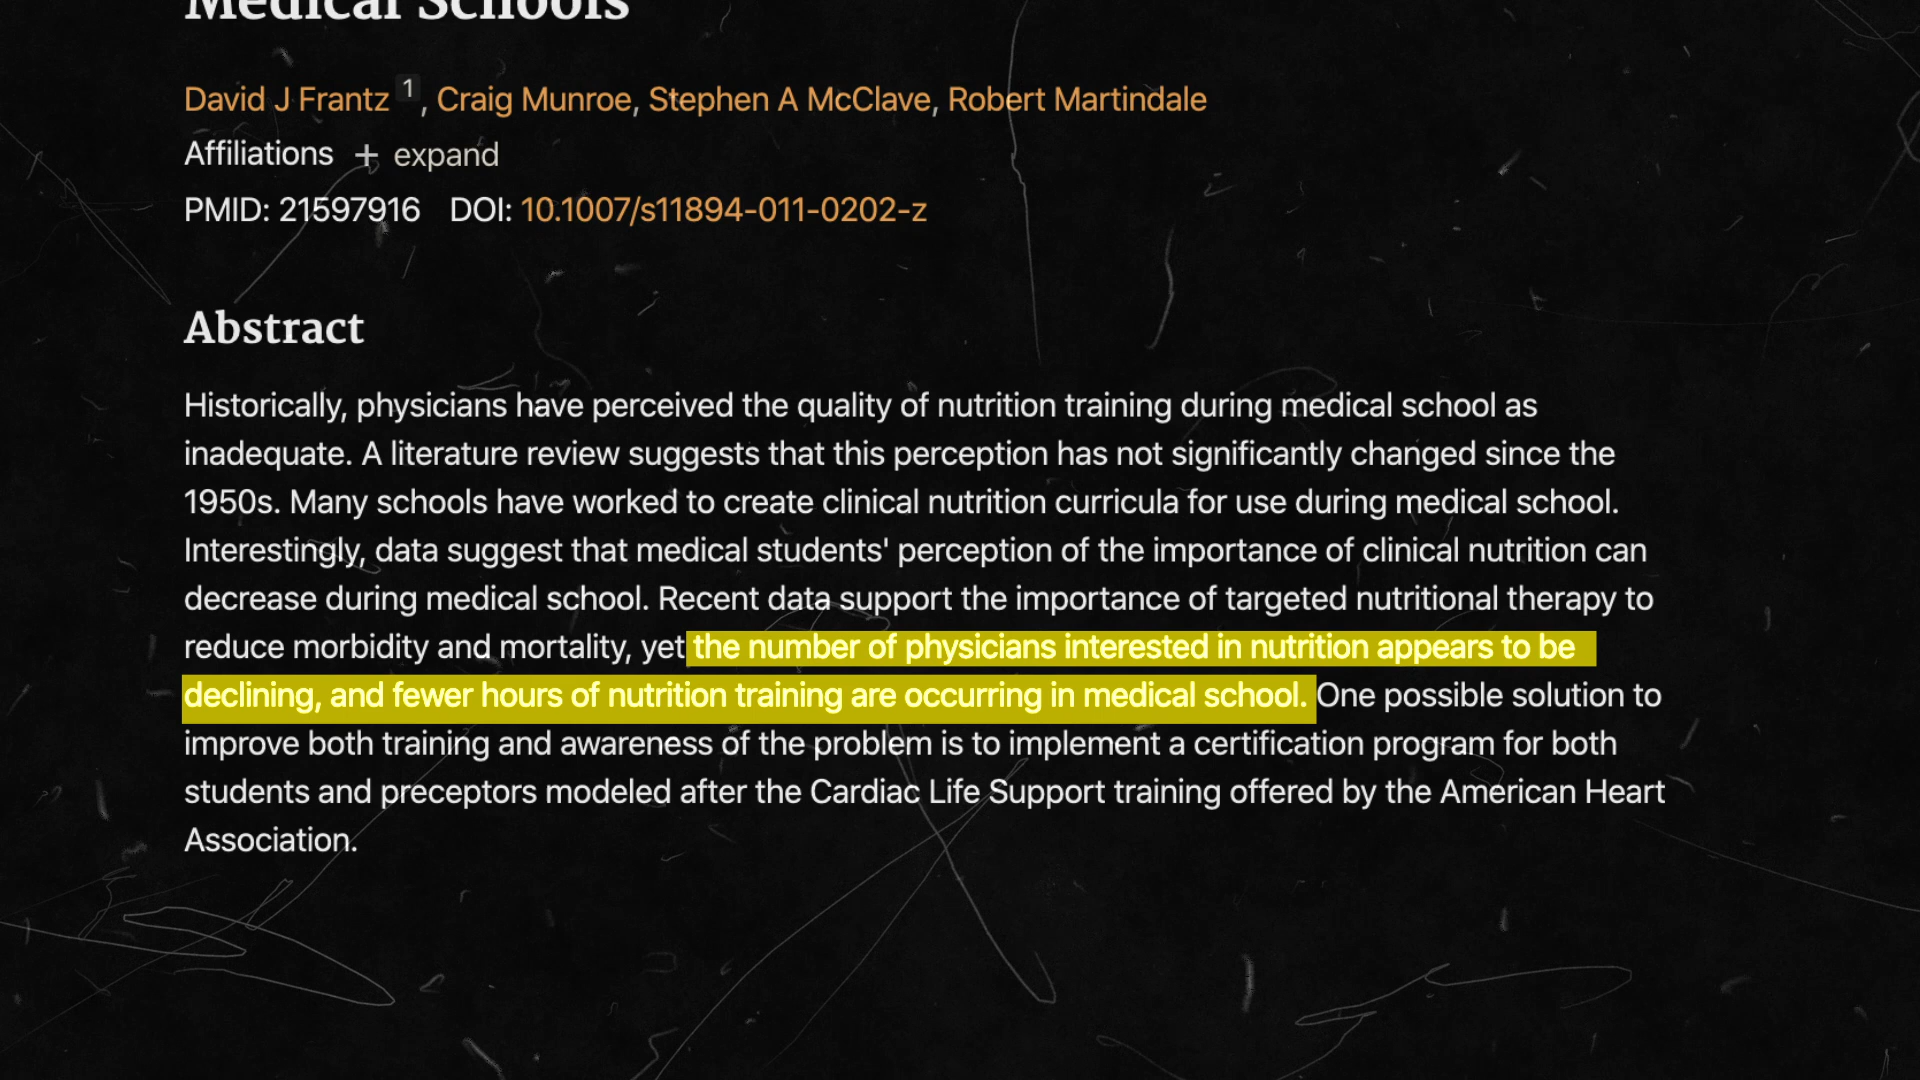 Medical Schools
David J Frantz 1, Craig Munroe, Stephen A McClave, Robert Martindale
Affiliations + expand
PMID: 21597916 DOI: 10.1007/s11894-011-0202-z
Abstract
Historically, physicians have perceived the quality of nutrition training during medical school as
inadequate. A literature review suggests that this perception has not significantly changed since the
1950s. Many schools have worked to create clinical nutrition curricula for use during medical school.
Interestingly, data suggest that medical students' perception of the importance of clinical nutrition can
decrease during medical school. Recent data support the importance of targeted nutritional therapy to
reduce morbidity and mortality, yet the number of physicians interested in nutrition appears to be
declining, and fewer hours of nutrition training are occurring in medical school. One possible solution to
improve both training and awareness of the problem is to implement a certification program for both
students and preceptors modeled after the Cardiac Life Support training offered by the American Heart
Association.